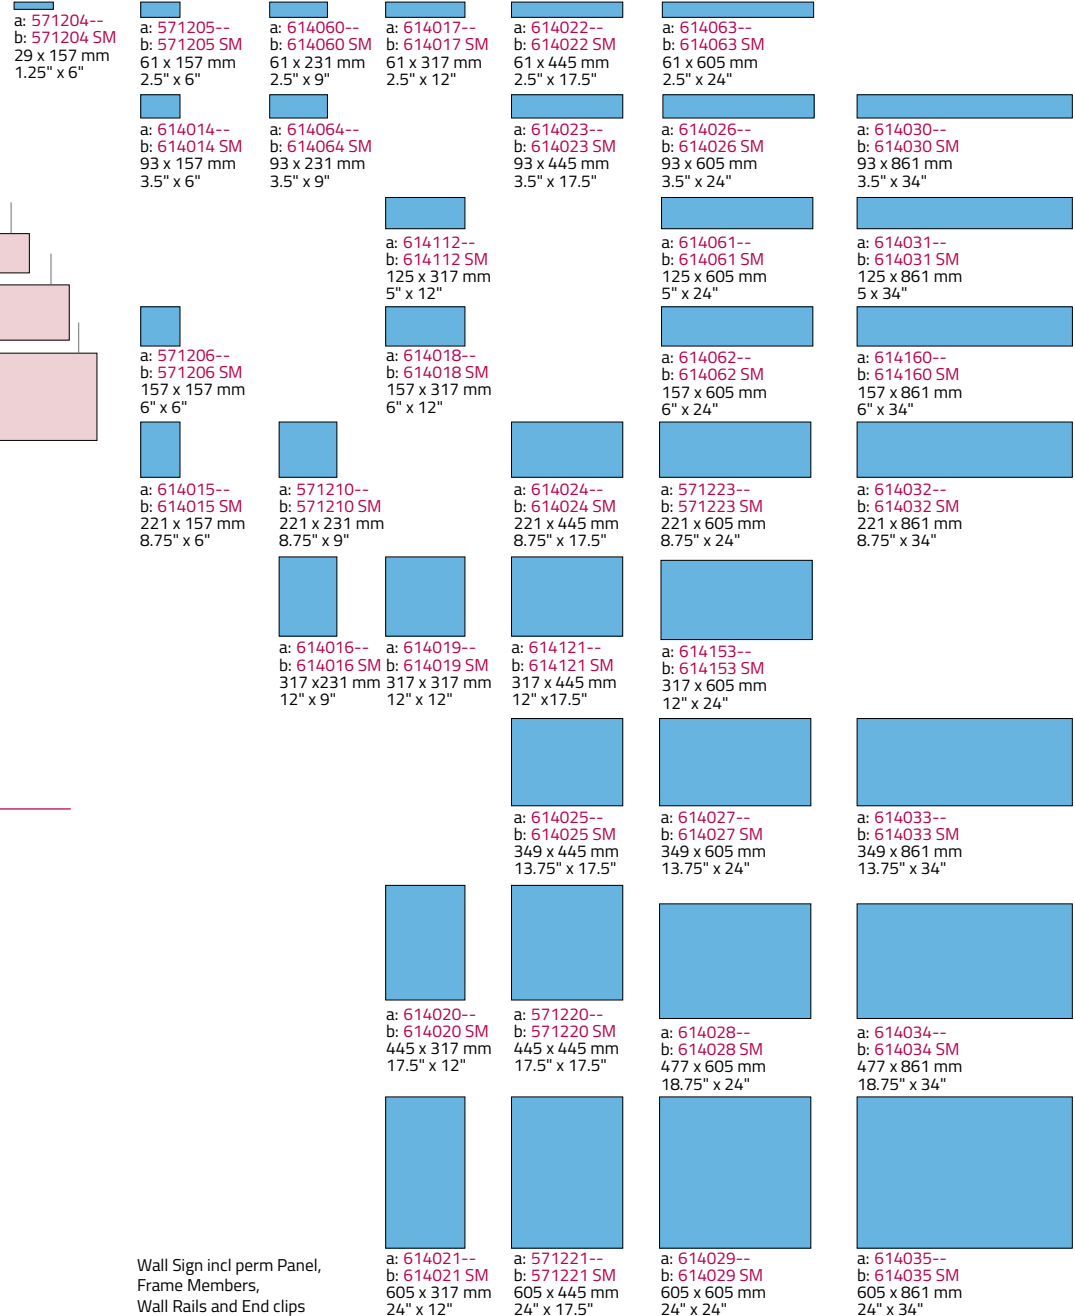 a: 571204--
b: 571204 SM
29 x 157 mm
1.25" x 6"
a: 571205--
b: 571205 SM
61 x 157 mm
2.5" x 6"
a: 614060--
b: 614060 SM
61 x 231 mm
2.5" x 9"
a: 614017--
b: 614017 SM
61 x 317 mm
2.5" x 12"
a: 614022--
b: 614022 SM
61 x 445 mm
2.5" x 17.5"
a: 614063--
b: 614063 SM
61 x 605 mm
2.5" x 24"
a: 614014--
b: 614014 SM
93 x 157 mm
3.5" x 6"
a: 614064--
b: 614064 SM
93 x 231 mm
3.5" x 9"
a: 614023--
b: 614023 SM
93 x 445 mm
3.5" x 17.5"
a: 614026--
b: 614026 SM
93 x 605 mm
3.5" x 24"
a: 614030--
b: 614030 SM
93 x 861 mm
3.5" x 34"
a: 614112--
b: 614112 SM
125 x 317 mm
5" x 12"
a: 614061--
b: 614061 SM
125 x 605 mm
5" x 24"
a: 614031--
b: 614031 SM
125 x 861 mm
5 x 34"
a: 571206--
b: 571206 SM
157 x 157 mm
6" x 6"
a: 614018--
b: 614018 SM
157 x 317 mm
6" x 12"
a: 614062--
b: 614062 SM
157 x 605 mm
6" x 24"
a: 614160--
b: 614160 SM
157 x 861 mm
6" x 34"
a: 614015--
b: 614015 SM
221 x 157 mm
8.75" x 6"
a: 571210--
b: 571210 SM
221 x 231 mm
8.75" x 9"
a: 614024--
b: 614024 SM
221 x 445 mm
8.75" x 17.5"
a: 571223--
b: 571223 SM
221 x 605 mm
8.75" x 24"
a: 614032--
b: 614032 SM
221 x 861 mm
8.75" x 34"
a: 614016--
b: 614016 SM
317 x231 mm
12" x 9"
a: 614019--
b: 614019 SM
317 x 317 mm
12" x 12"
a: 614121--
b: 614121 SM
317 x 445 mm
12" x17.5"
a: 614153--
b: 614153 SM
317 x 605 mm
12" x 24"
a: 614025--
b: 614025 SM
349 x 445 mm
13.75" x 17.5"
a: 614027--
b: 614027 SM
349 x 605 mm
13.75" x 24"
a: 614033--
b: 614033 SM
349 x 861 mm
13.75" x 34"
a: 614020--
b: 614020 SM
445 x 317 mm
17.5" x 12"
a: 571220--
b: 571220 SM
445 x 445 mm
17.5" x 17.5"
a: 614028--
b: 614028 SM
477 x 605 mm
18.75" x 24"
a: 614034--
b: 614034 SM
477 x 861 mm
18.75" x 34"
Wall Sign incl perm Panel,
Frame Members,
Wall Rails and End clips
a: 614021--
b: 614021 SM
605 x 317 mm
24" x 12"
a: 571221--
b: 571221 SM
605 x 445 mm
24" x 17.5"
a: 614029--
b: 614029 SM
605 x 605 mm
24" x 24"
a: 614035--
b: 614035 SM
605 x 861 mm
24" x 34"